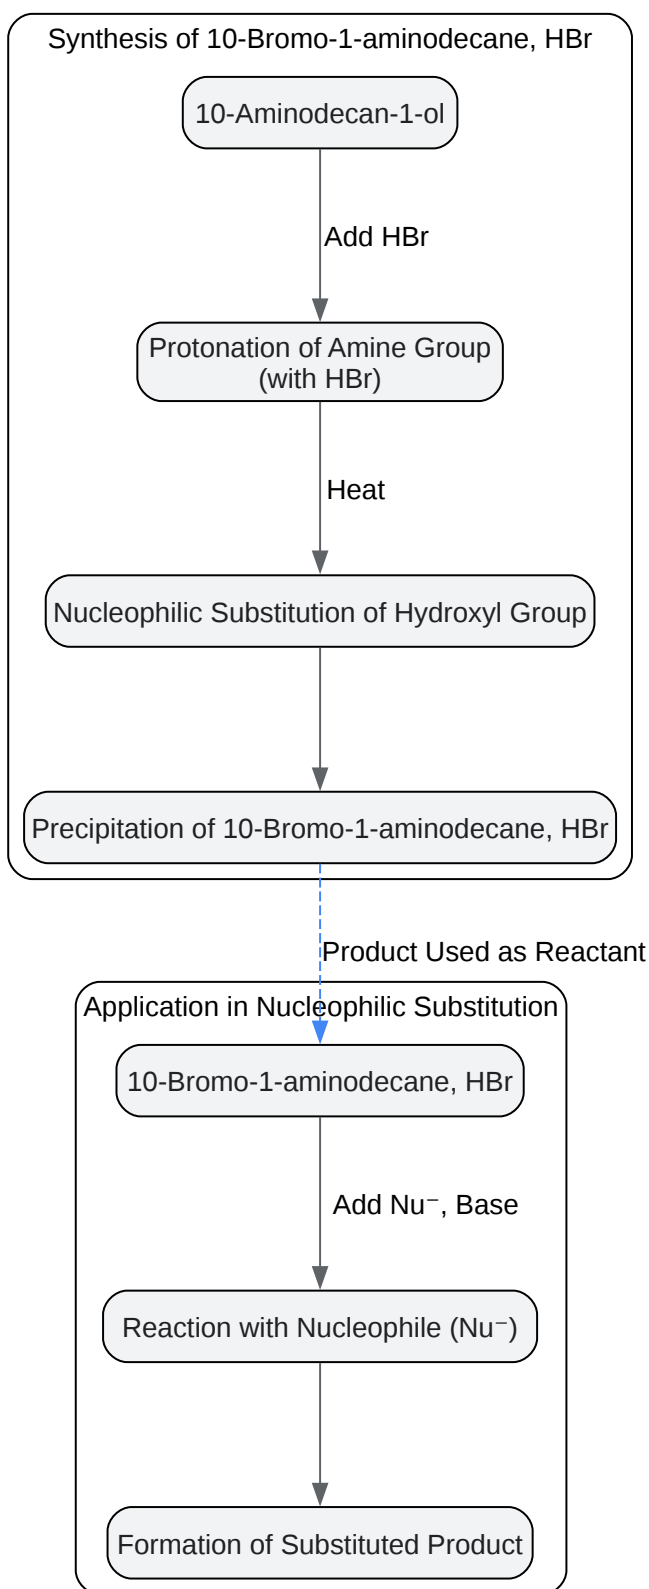 Synthesis of 10-Bromo-1-aminodecane, HBr
10-Aminodecan-1-ol
Add HBr
Protonation of Amine Group
(with HBr)
Heat
Nucleophilic Substitution of Hydroxyl Group
Precipitation of 10-Bromo-1-aminodecane, HBr
Product Used as Reactant
Application in Nucleophilic Substitution
10-Bromo-1-aminodecane, HBr
Add Nu⁻, Base
Reaction with Nucleophile (Nu⁻)
Formation of Substituted Product